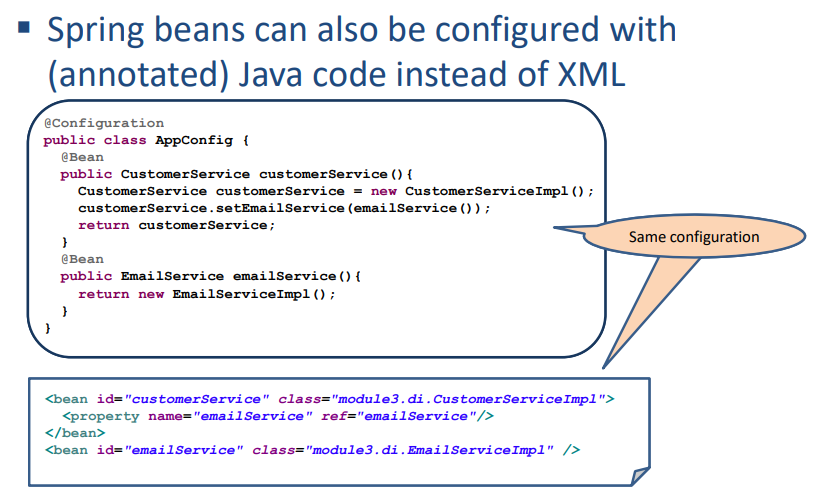 Spring beans can also be configured with
(annotated) Java code instead of XML
@Configuration
public class AppConfig {
@Bean
public CustomerService customerService(){
CustomerService customerService = new CustomerServiceImpl();
customerService.setEmailService(emailService());
return customerService;
}
@Bean
public EmailService emailService(){
return new EmailServiceImpl();
}
}
Same configuration
<bean id="customerService" class="module3.di.CustomerServiceImpl">
<property name="emailService" ref="emailService"/>
</bean>
<bean id="emailService" class="module3.di.EmailServiceImpl" />